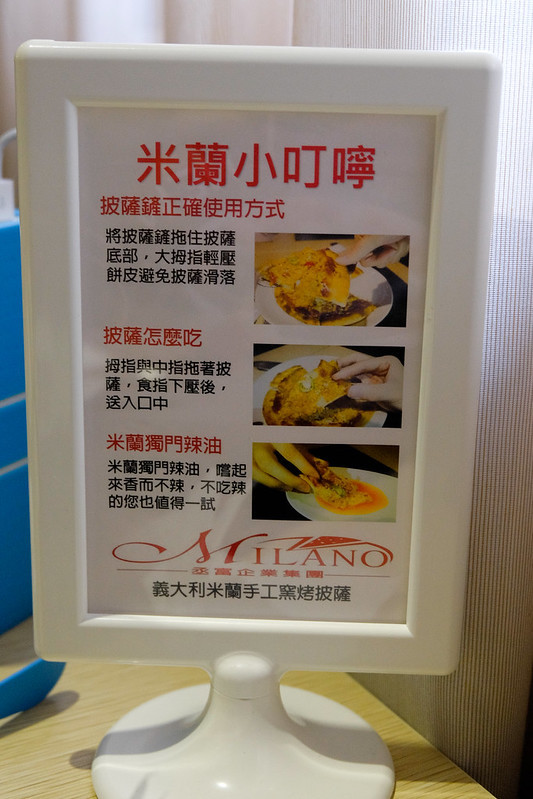 米蘭小叮嚀
披薩鏟正確使用方式
將披薩鏟拖住披薩
底部，大拇指輕壓
餅皮避免披薩滑落
披薩怎麼吃
拇指與中指拖著披
薩，食指下壓後，
送入口中
米蘭獨門辣油
米蘭獨門辣油，嚐起
來香而不辣，不吃辣
的您也值得一試
MILANO
富企業集團
義大利米蘭手工窯烤披薩